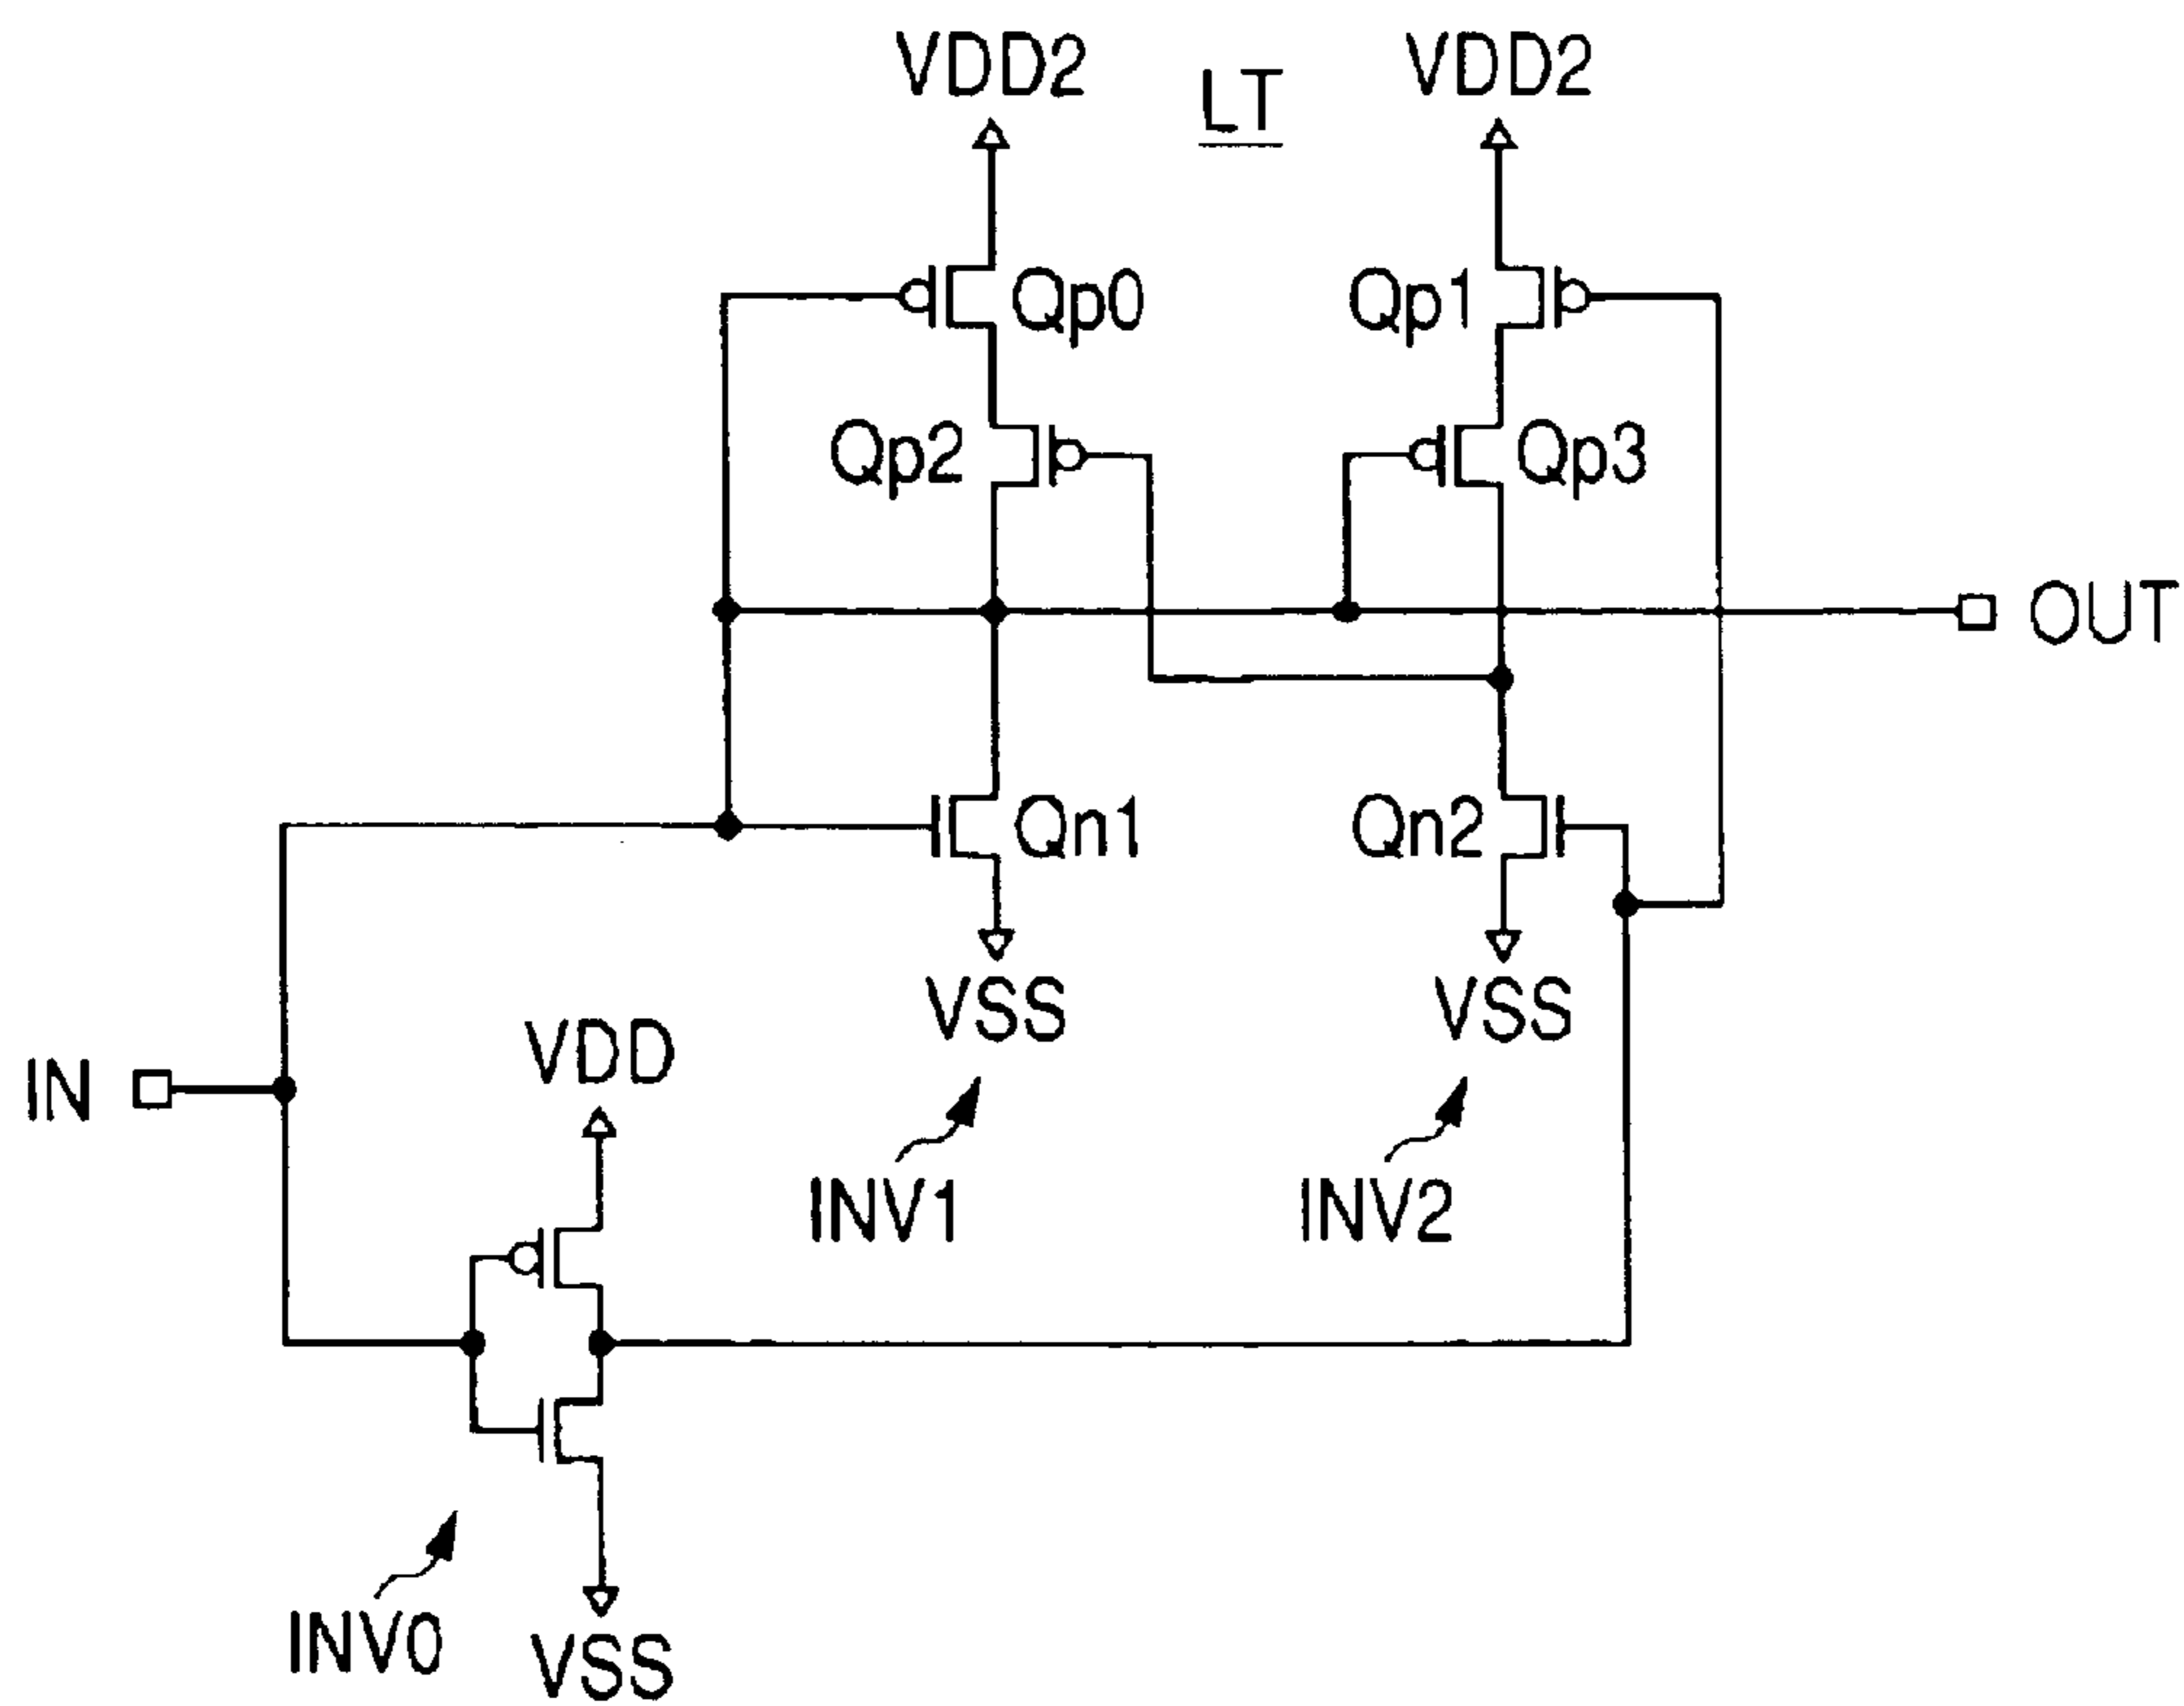 VDD2 LT VDD2
Qp0 Qp1
Qp2 Qp3
OUT
Qn1 Qn2
VSS VSS
VDD
IN
INV1 INV2
INV0
VSS